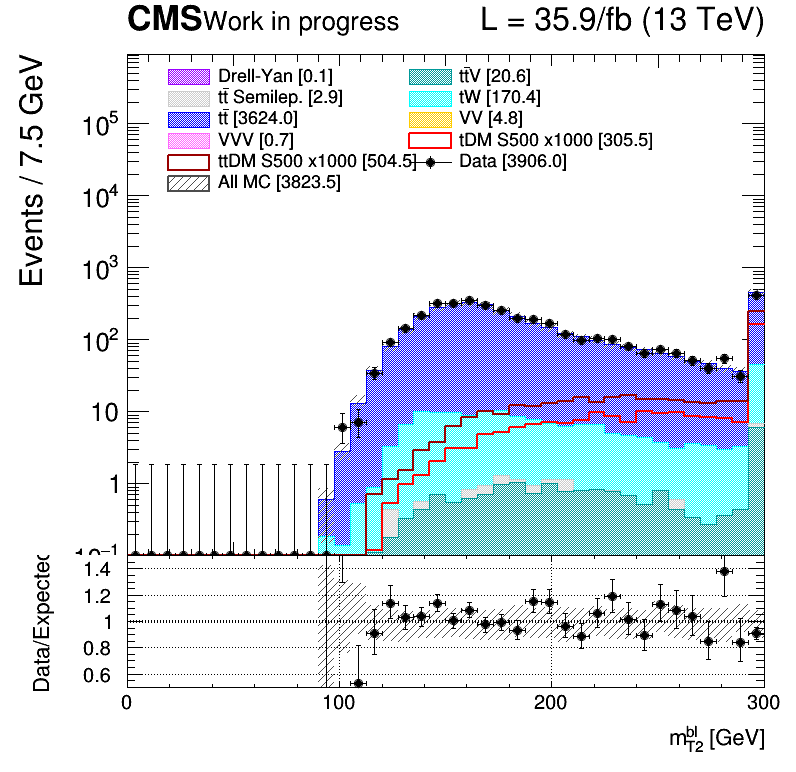 CMS Work in progress L = 35.9/fb (13 TeV)
Events / 7.5 GeV
Drell-Yan [0.1] tt̄V [20.6]
tt̄ Semilep. [2.9] tW [170.4]
tt̄ [3624.0] VV [4.8]
VVV [0.7] tDM S500 x1000 [305.5]
ttDM S500 x1000 [504.5] Data [3906.0]
All MC [3823.5]
10⁵
10⁴
10³
10²
10
1
10⁻¹
Data/Expected
1.4
1.2
1
0.8
0.6
0 100 200 300
m_{T2}^{bl} [GeV]